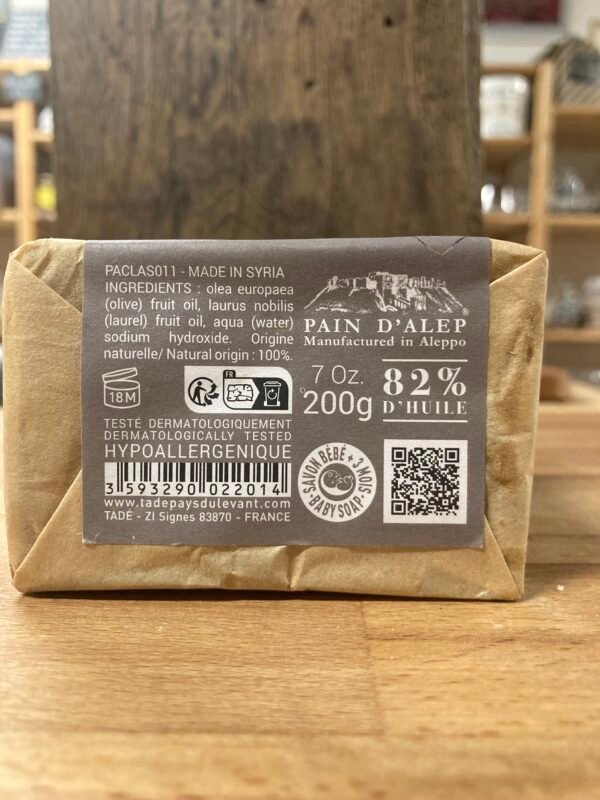 PACLAS011 - MADE IN SYRIA
INGREDIENTS : olea europaea
(olive) fruit oil, laurus nobilis
(laurel) fruit oil, aqua (water)
sodium hydroxide. Origine
naturelle/ Natural origin : 100%.
18M
FR
TESTÉ DERMATOLOGIQUEMENT
DERMATOLOGICALLY TESTED
HYPOALLERGENIQUE
3 593290 022014
www.tadepaysdulevant.com
TADÉ - ZI Signes 83870 - FRANCE
®
PAIN D'ALEP
Manufactured in Aleppo
7 Oz.
200g
82%
D'HUILE
SAVON BÉBÉ + 3 MOIS
BABY SOAP